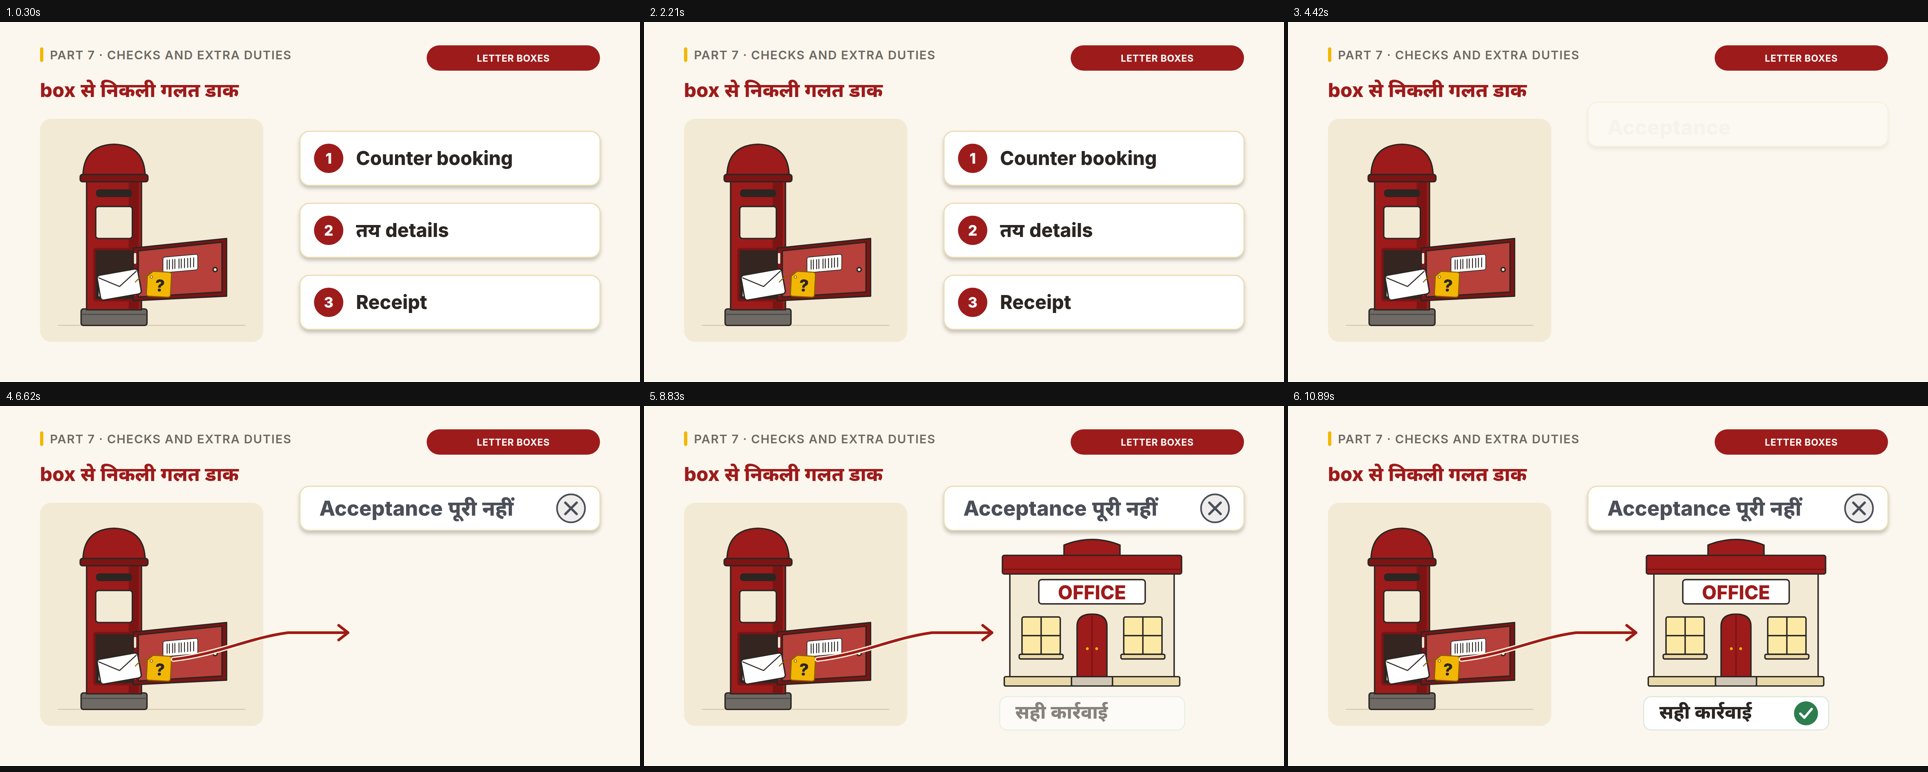 1. 0.30s
PART 7 · CHECKS AND EXTRA DUTIES
LETTER BOXES
box से निकली गलत डाक
1 Counter booking
2 तय details
3 Receipt
?
2. 2.21s
PART 7 · CHECKS AND EXTRA DUTIES
LETTER BOXES
box से निकली गलत डाक
1 Counter booking
2 तय details
3 Receipt
?
3. 4.42s
PART 7 · CHECKS AND EXTRA DUTIES
LETTER BOXES
box से निकली गलत डाक
Acceptance
?
4. 6.62s
PART 7 · CHECKS AND EXTRA DUTIES
LETTER BOXES
box से निकली गलत डाक
Acceptance पूरी नहीं
?
5. 8.83s
PART 7 · CHECKS AND EXTRA DUTIES
LETTER BOXES
box से निकली गलत डाक
Acceptance पूरी नहीं
OFFICE
?
सही कार्रवाई
6. 10.89s
PART 7 · CHECKS AND EXTRA DUTIES
LETTER BOXES
box से निकली गलत डाक
Acceptance पूरी नहीं
OFFICE
?
सही कार्रवाई